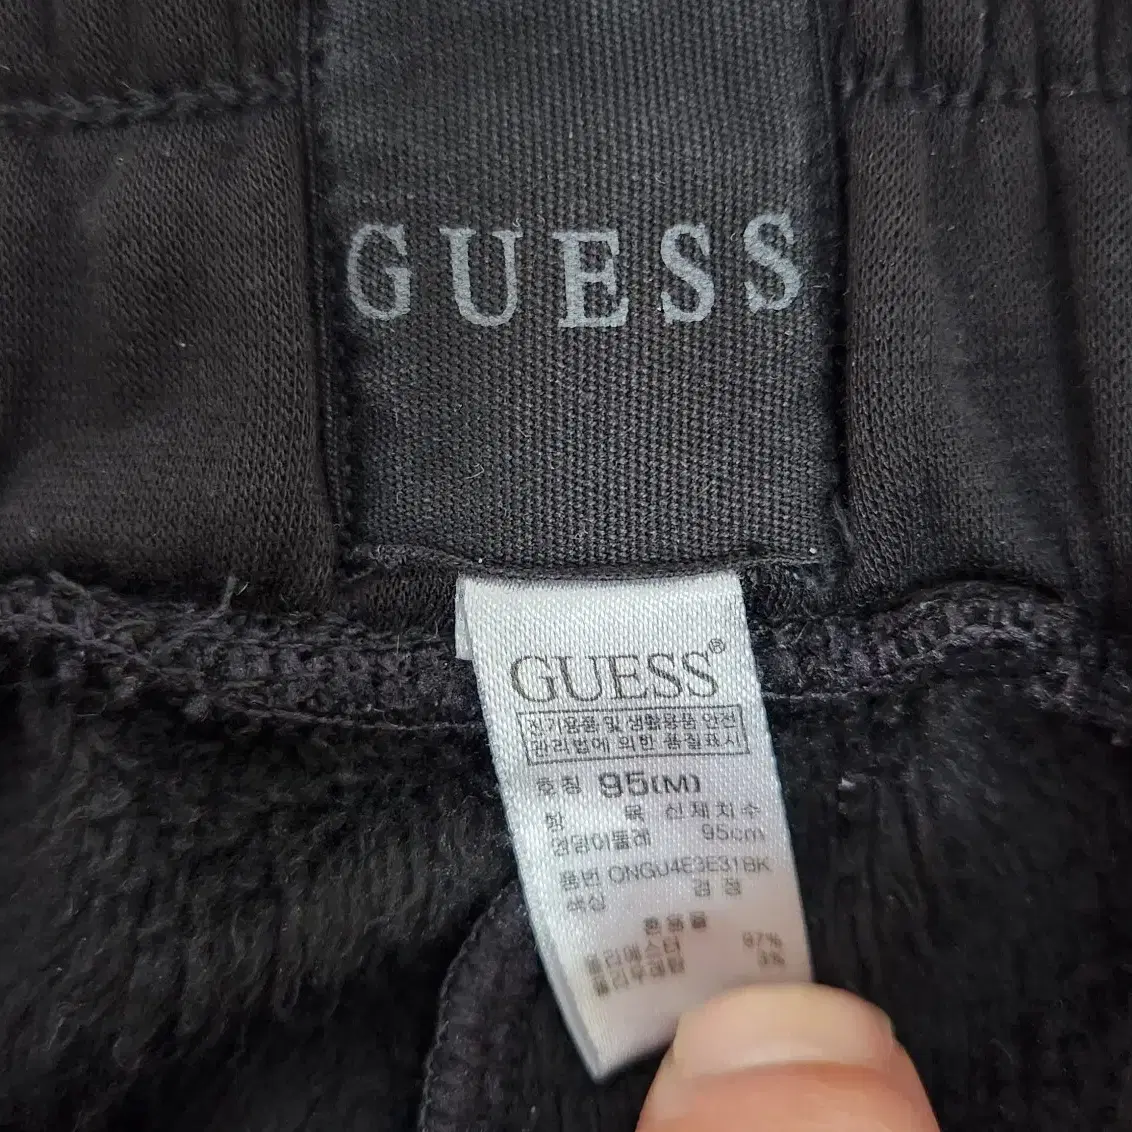 GUESS
GUESS®
전기용품 및 생활용품 안전
관리법에 의한 품질표시
호칭 95(M)
항 목 신체치수
엉덩이둘레 95cm
품번 ONGU4E3E31BK
색상 검정
혼용률
폴리에스터 97%
폴리우레탄 3%